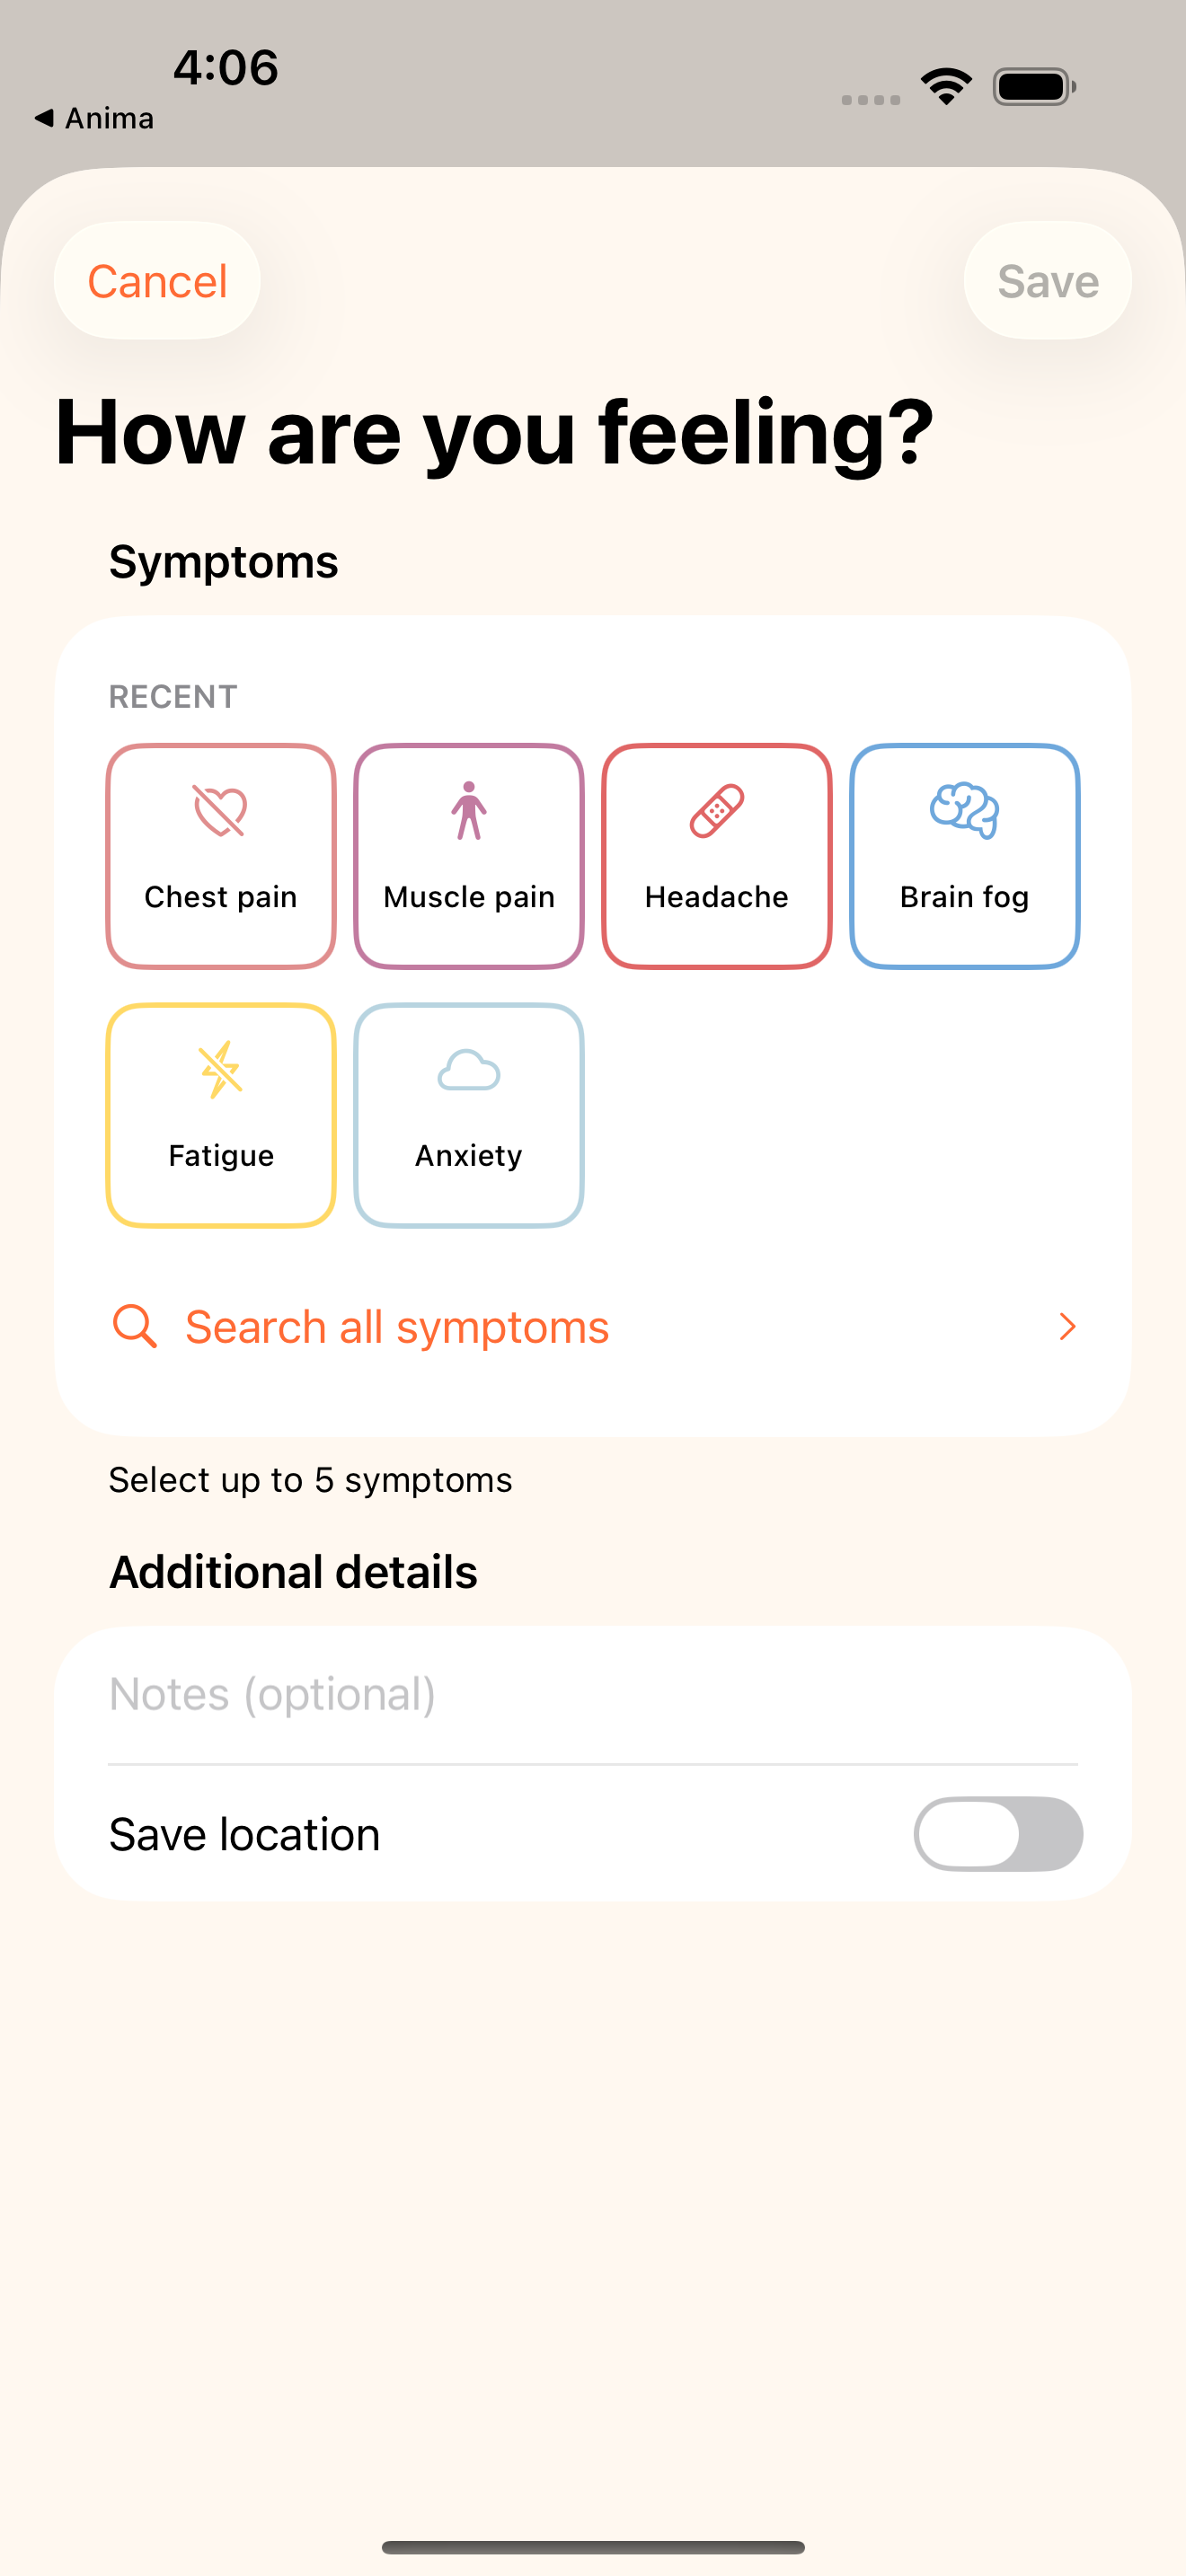 4:06
◀ Anima
Cancel
Save
How are you feeling?
Symptoms
RECENT
Chest pain
Muscle pain
Headache
Brain fog
Fatigue
Anxiety
Search all symptoms
Select up to 5 symptoms
Additional details
Notes (optional)
Save location